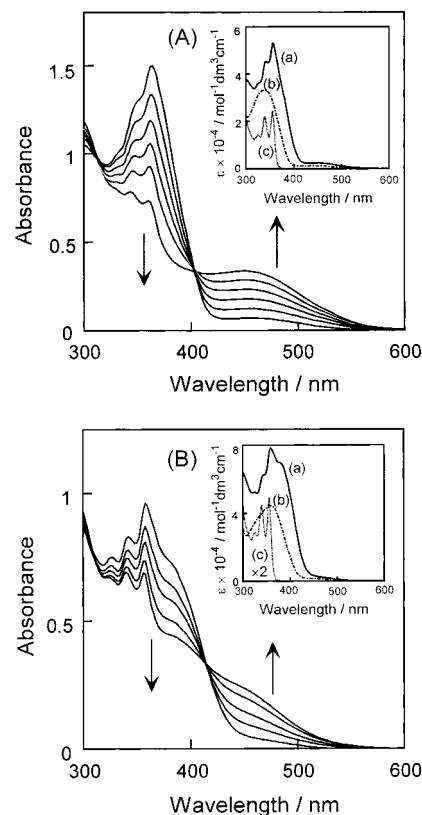 (A)
1.5
1
0.5
0
Absorbance
300
400
500
600
Wavelength / nm
6
4
2
0
ε × 10⁻⁴ / mol⁻¹dm³cm⁻¹
(a)
(b)
(c)
300 400 500 600
Wavelength / nm
(B)
1
0.5
0
Absorbance
300
400
500
600
Wavelength / nm
8
4
0
ε × 10⁻⁴ / mol⁻¹dm³cm⁻¹
(a)
(b)
(c)
×2
300 400 500 600
Wavelength / nm